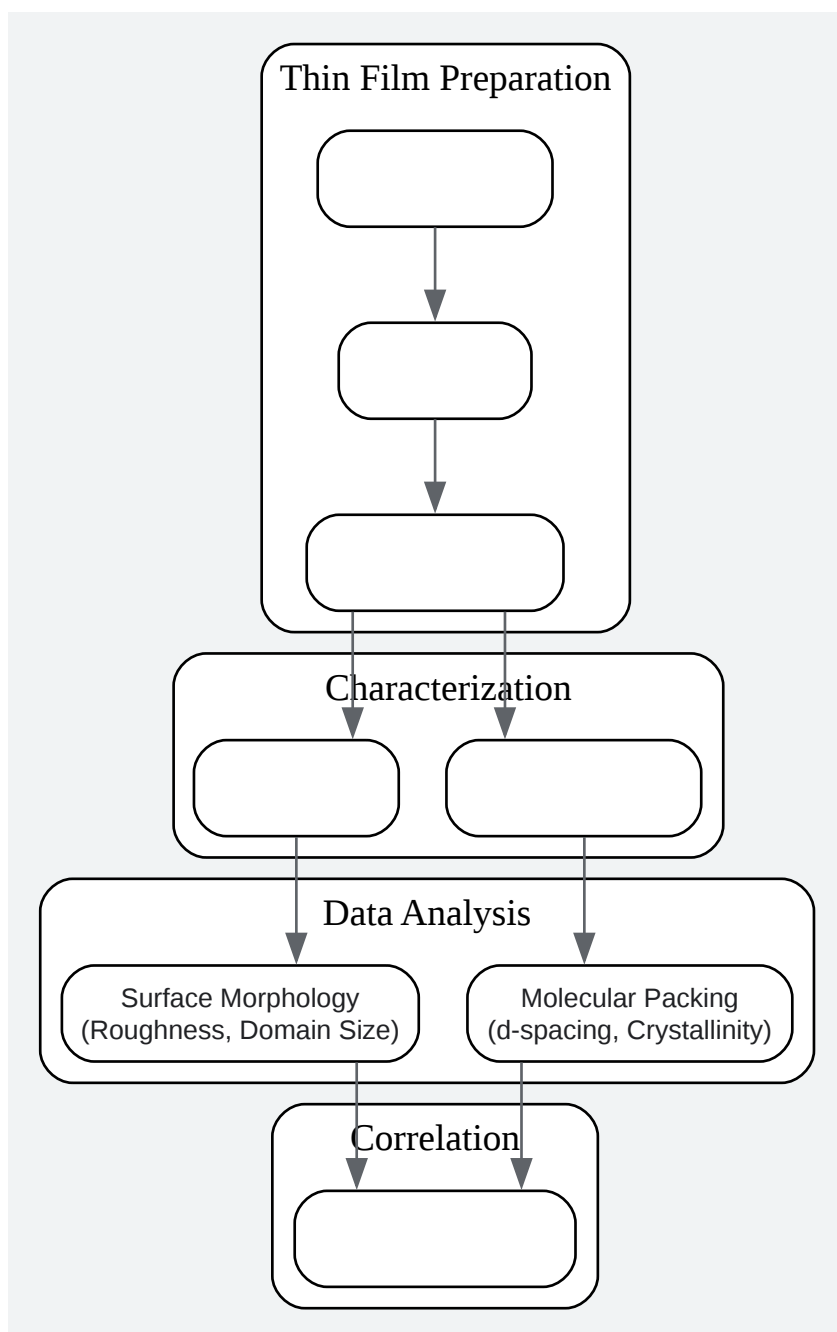 Thin Film Preparation
Characterization
Data Analysis
Surface Morphology
(Roughness, Domain Size)
Molecular Packing
(d-spacing, Crystallinity)
Correlation